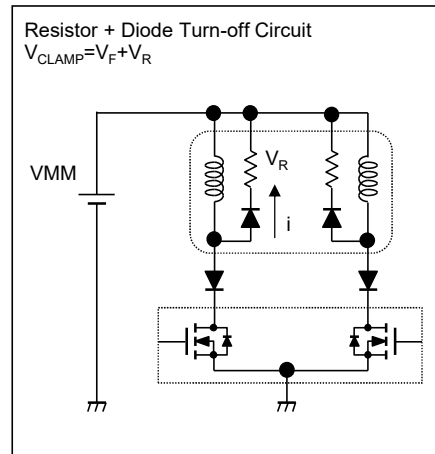 Resistor + Diode Turn-off Circuit
V_CLAMP=V_F+V_R
V_R
VMM
i